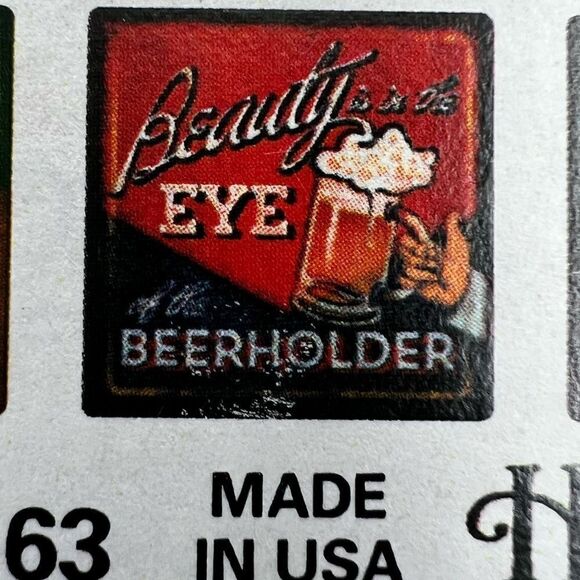 Beauty is in the
EYE
of the
BEERHOLDER
63
MADE
IN USA
H